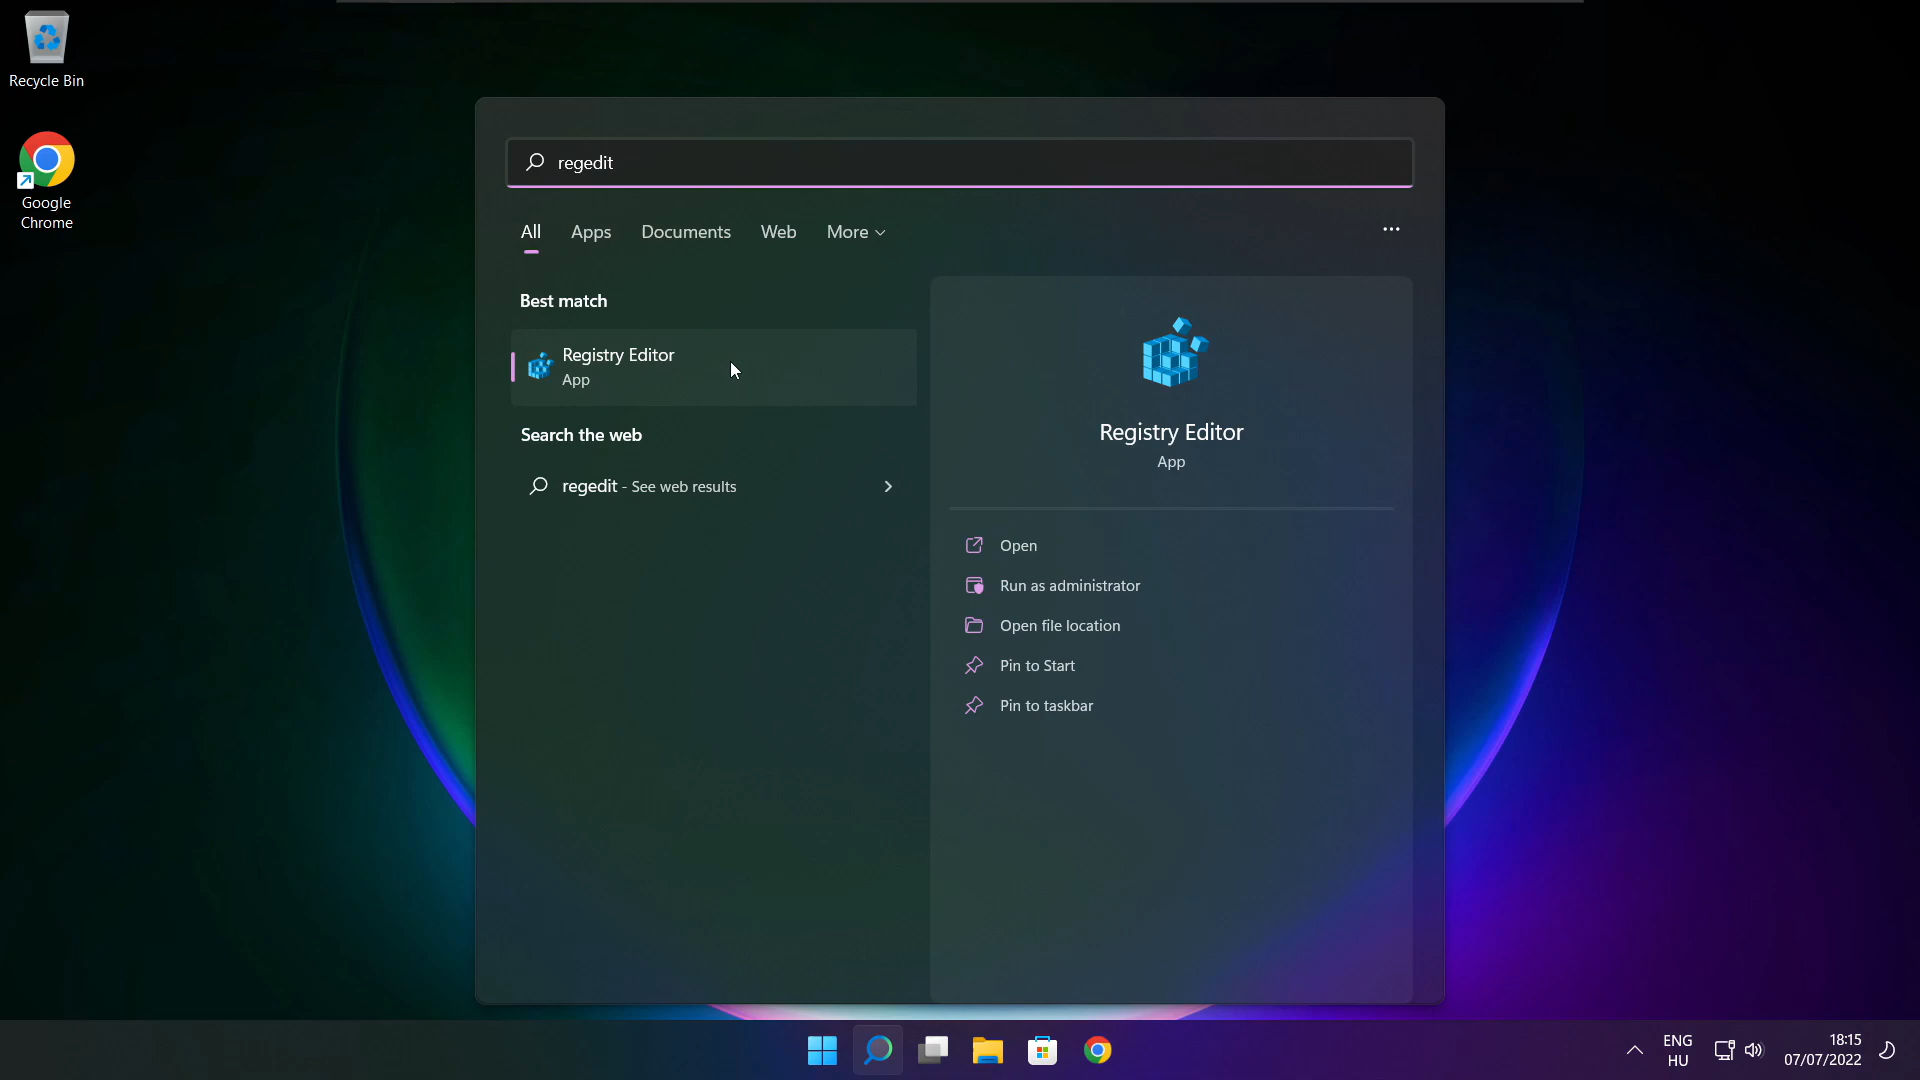 Recycle Bin
Google
Chrome
regedit
All Apps Documents Web More
Best match
Registry Editor
App
Search the web
regedit - See web results
Registry Editor
App
Open
Run as administrator
Open file location
Pin to Start
Pin to taskbar
ENG
HU
18:15
07/07/2022